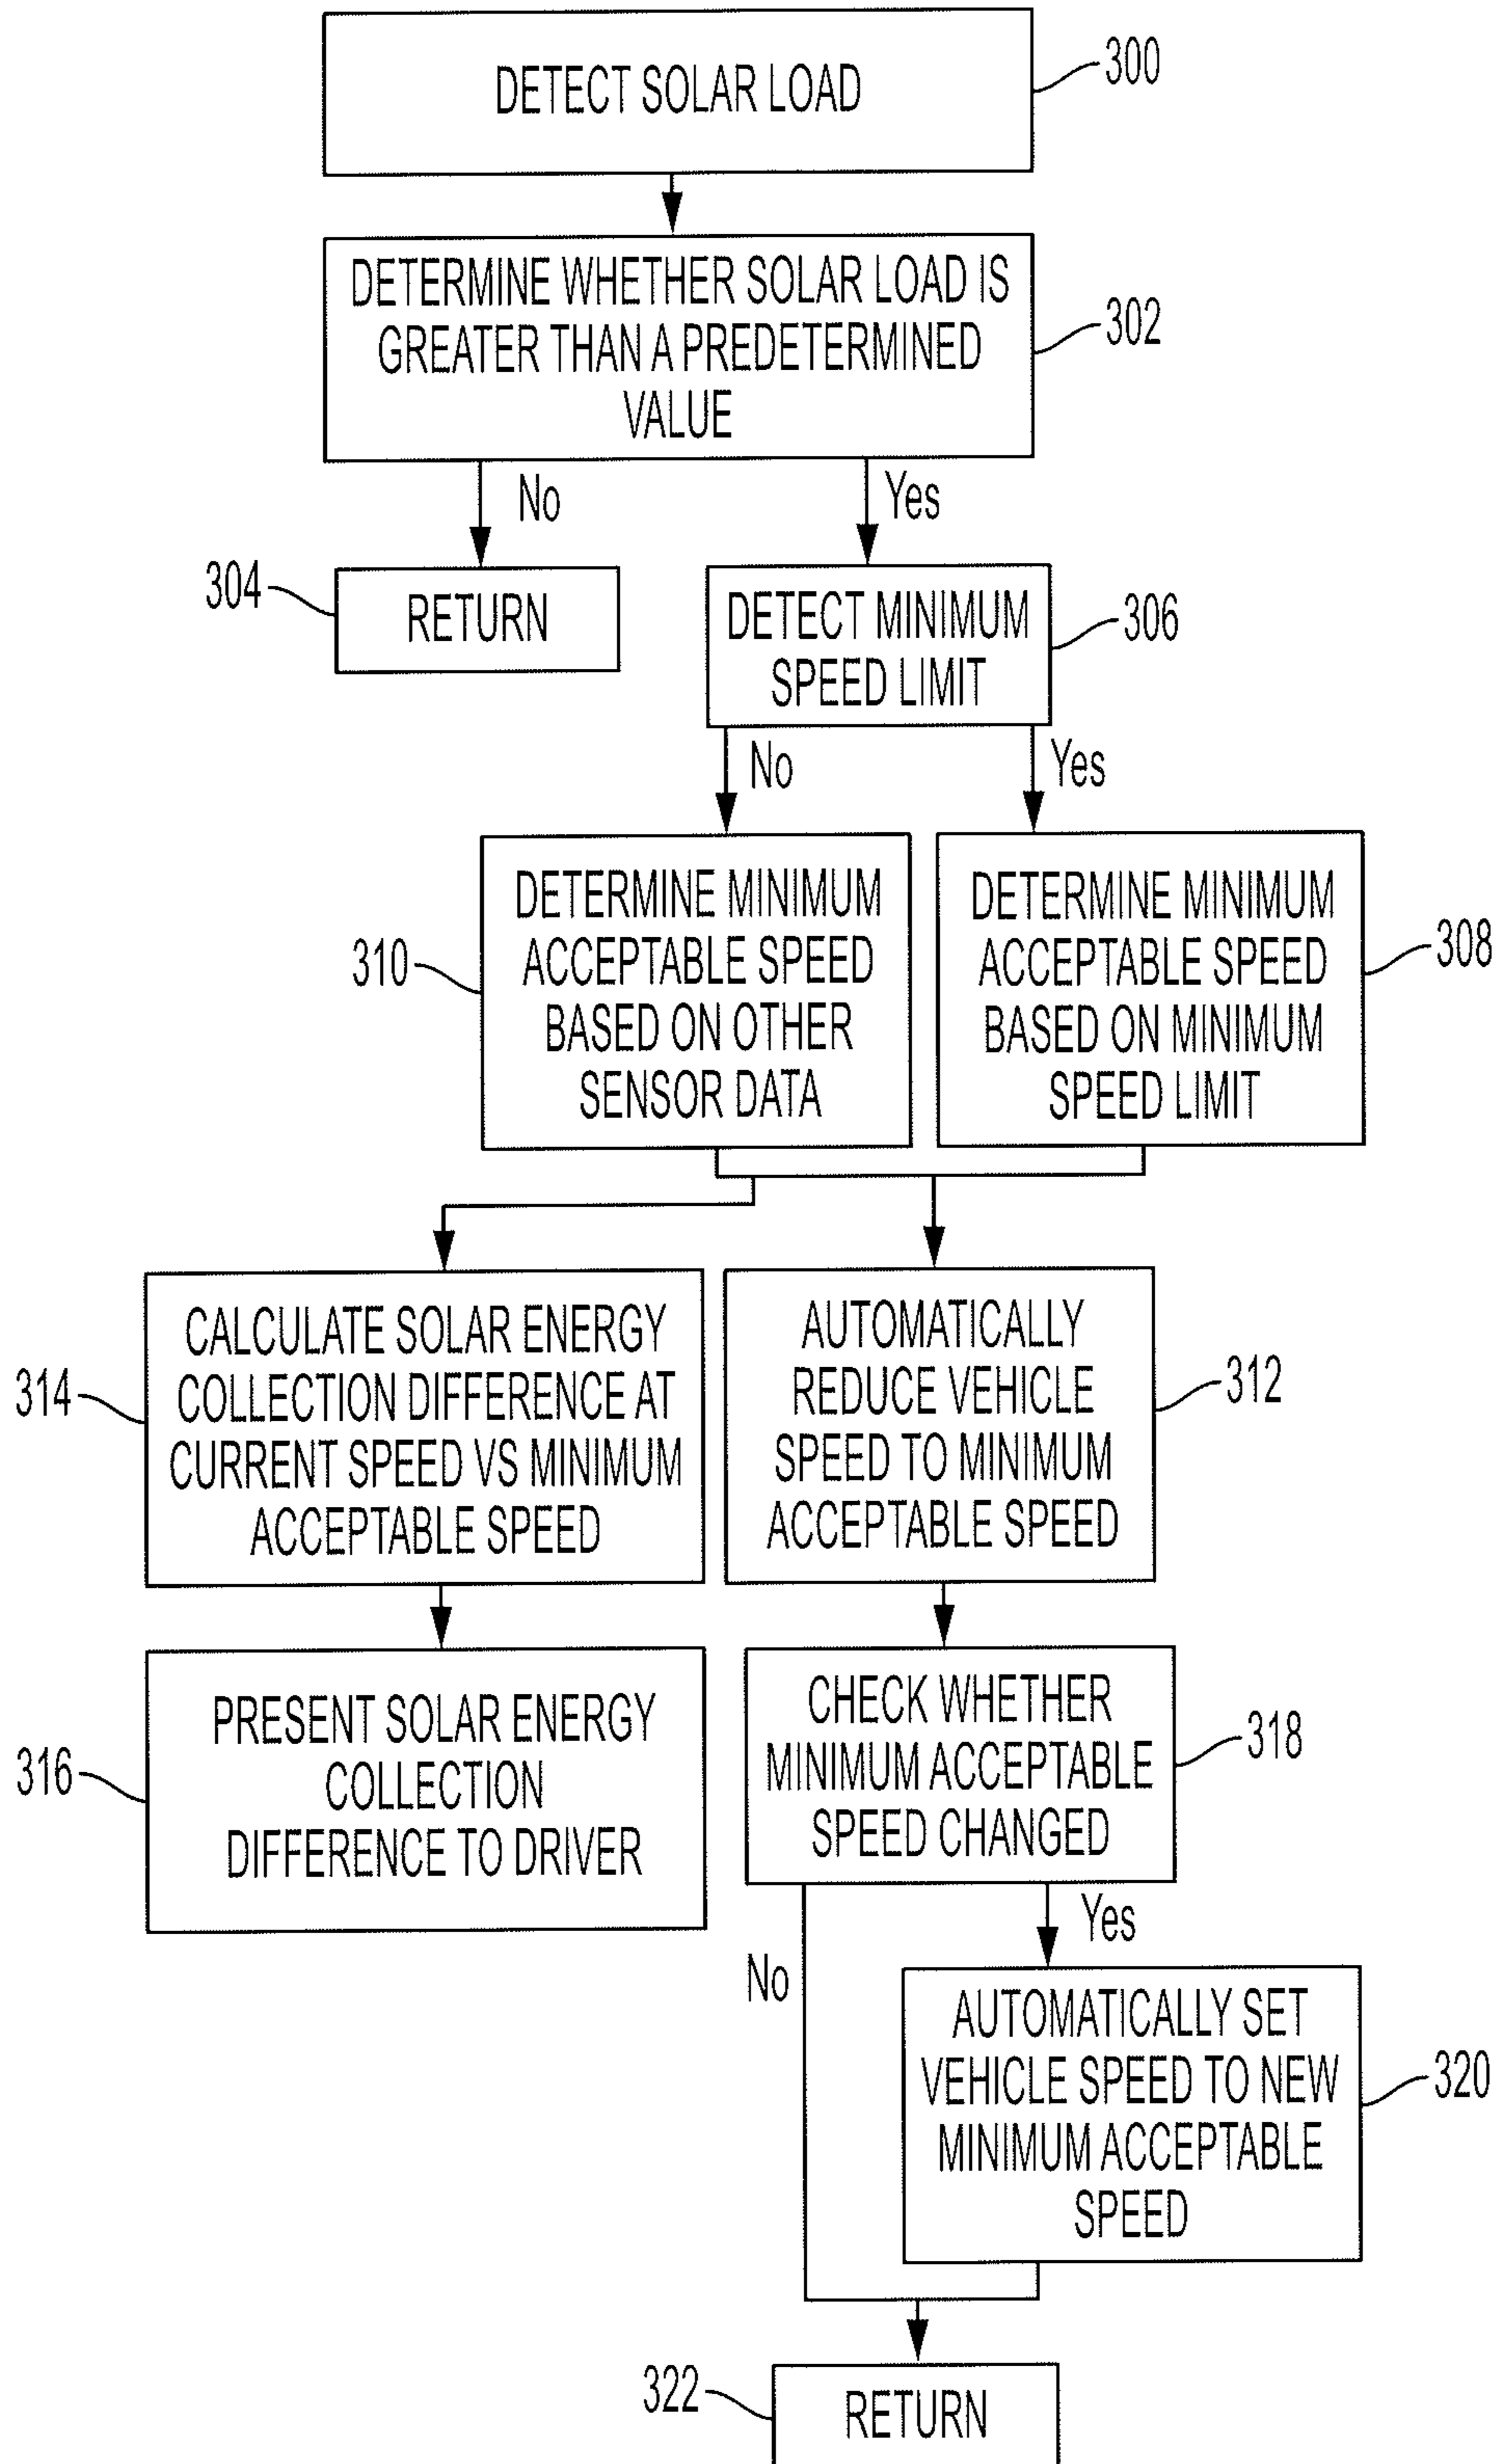 DETECT SOLAR LOAD
300
DETERMINE WHETHER SOLAR LOAD IS
GREATER THAN A PREDETERMINED
VALUE
302
No
Yes
304
RETURN
DETECT MINIMUM
SPEED LIMIT
306
No
Yes
310
DETERMINE MINIMUM
ACCEPTABLE SPEED
BASED ON OTHER
SENSOR DATA
DETERMINE MINIMUM
ACCEPTABLE SPEED
BASED ON MINIMUM
SPEED LIMIT
308
314
CALCULATE SOLAR ENERGY
COLLECTION DIFFERENCE AT
CURRENT SPEED VS MINIMUM
ACCEPTABLE SPEED
AUTOMATICALLY
REDUCE VEHICLE
SPEED TO MINIMUM
ACCEPTABLE SPEED
312
316
PRESENT SOLAR ENERGY
COLLECTION
DIFFERENCE TO DRIVER
CHECK WHETHER
MINIMUM ACCEPTABLE
SPEED CHANGED
318
No
Yes
AUTOMATICALLY SET
VEHICLE SPEED TO NEW
MINIMUM ACCEPTABLE
SPEED
320
322
RETURN